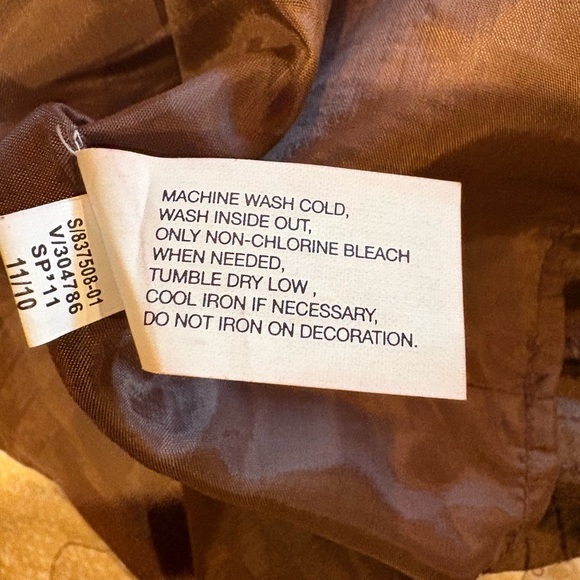 MACHINE WASH COLD,
WASH INSIDE OUT,
ONLY NON-CHLORINE BLEACH
WHEN NEEDED,
TUMBLE DRY LOW ,
COOL IRON IF NECESSARY,
DO NOT IRON ON DECORATION.
S/837508-01
V/304786
SP'11
11/10